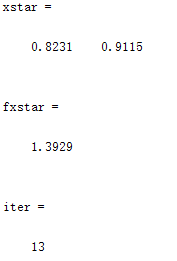 xstar =
0.8231 0.9115
fxstar =
1.3929
iter =
13